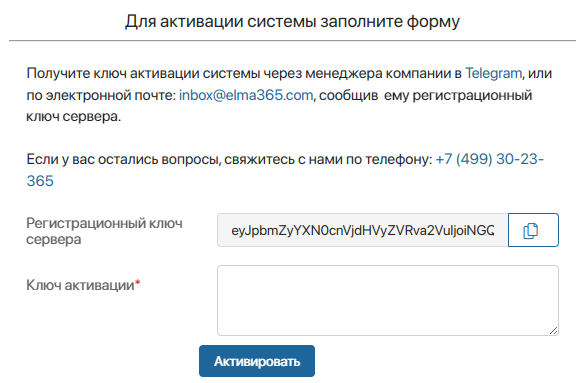 Для активации системы заполните форму
Получите ключ активации системы через менеджера компании в Telegram, или
по электронной почте: inbox@elma365.com, сообщив ему регистрационный
ключ сервера.
Если у вас остались вопросы, свяжитесь с нами по телефону: +7 (499) 30-23-
365
Регистрационный ключ
сервера
eyJpbmZyYXN0cnVjdHVyZVRva2VuIjoiNGQ
Ключ активации*
Активировать